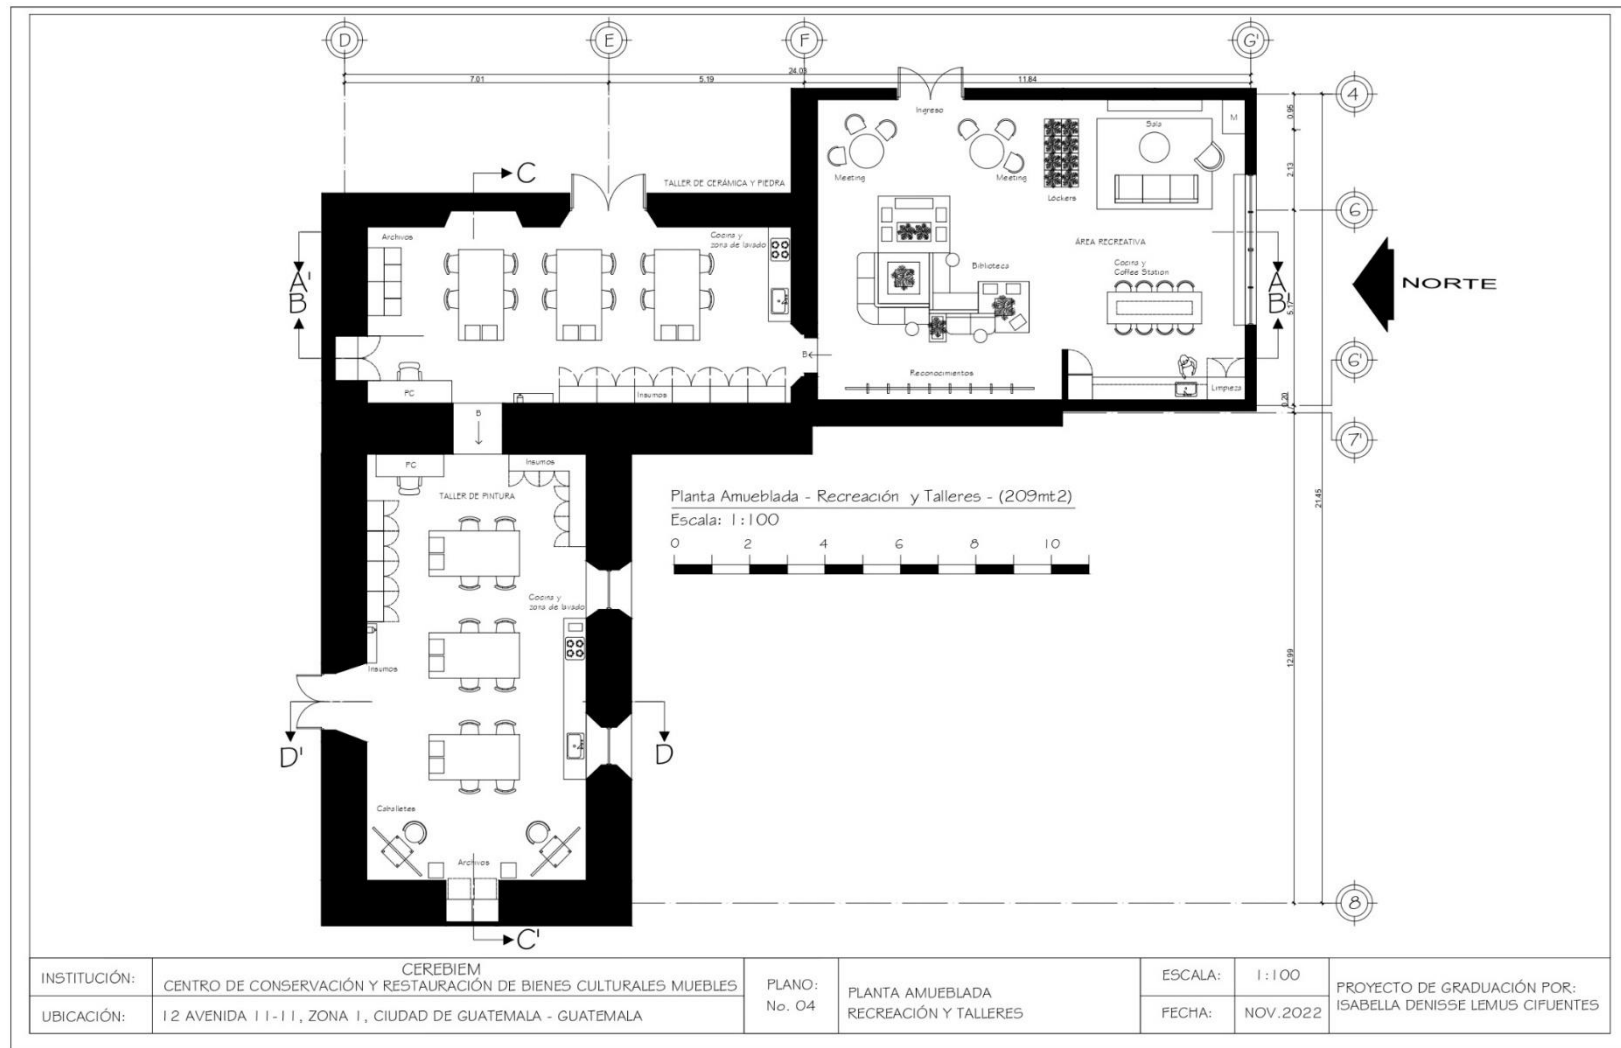 D
E
F
G'
24.03
7.01
5.19
11.84
4
Ingreso
0.95
M
Sala
2.13
Meeting
Meeting
Lóckers
C
TALLER DE CERÁMICA Y PIEDRA
6
Archivos
Cocina y
zona de lavado
ÁREA RECREATIVA
Biblioteca
Cocina y
Coffee Station
A'
B
A
B'
5.17
NORTE
6'
B
Reconocimientos
PC
Insumos
Limpieza
0.20
B
7'
PC
Insumos
TALLER DE PINTURA
Planta Amueblada - Recreación y Talleres - (209mt2)
Escala: 1:100
0 2 4 6 8 10
21.45
Cocina y
zona de lavado
Insumos
12.99
D'
D
Caballetes
Archivos
8
C'
INSTITUCIÓN:
CEREBIEM
CENTRO DE CONSERVACIÓN Y RESTAURACIÓN DE BIENES CULTURALES MUEBLES
UBICACIÓN:
12 AVENIDA 11-11, ZONA 1, CIUDAD DE GUATEMALA - GUATEMALA
PLANO:
No. 04
PLANTA AMUEBLADA
RECREACIÓN Y TALLERES
ESCALA:
1:100
FECHA:
NOV.2022
PROYECTO DE GRADUACIÓN POR:
ISABELLA DENISSE LEMUS CIFUENTES